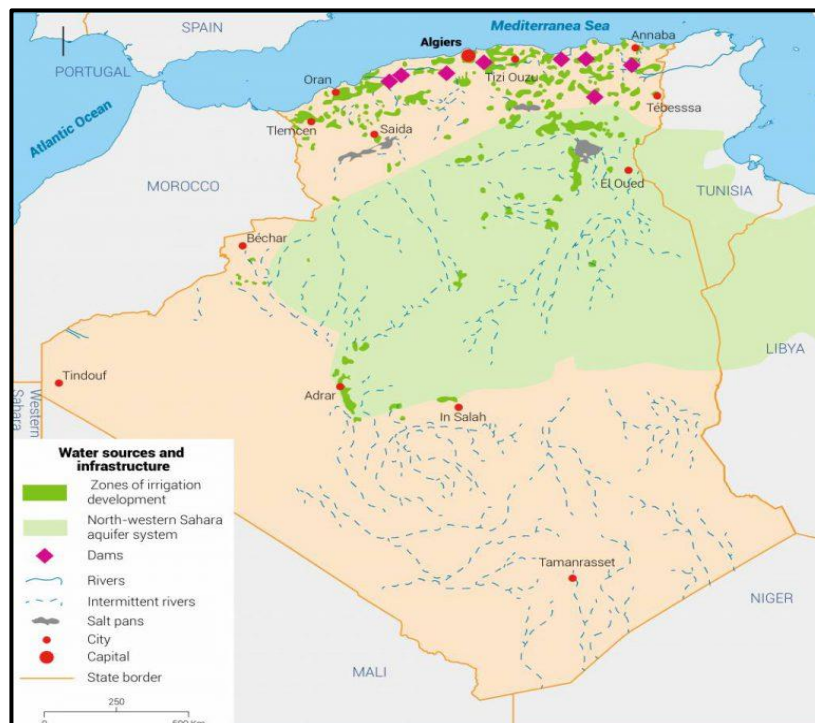 SPAIN
Mediterranean Sea
PORTUGAL
Algiers
Annaba
Oran
Tizi Ouzu
Tébesssa
Tlemcen
Saida
Atlantic Ocean
MOROCCO
El Oued
TUNISIA
Béchar
LIBYA
Tindouf
Adrar
In Salah
Western
Sahara
Water sources and
infrastructure
Zones of irrigation
development
North-western Sahara
aquifer system
Dams
Rivers
Intermittent rivers
Salt pans
City
Capital
State border
250
0 500 Km
Tamanrasset
NIGER
MALI